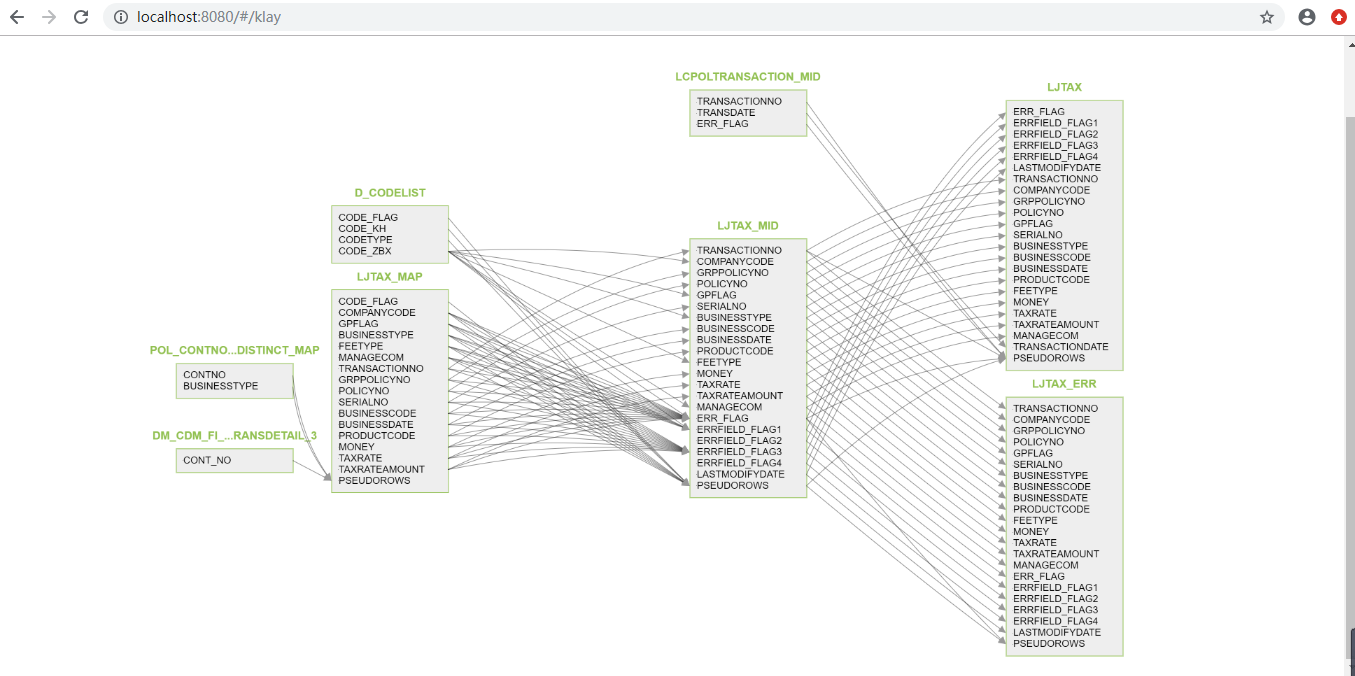 localhost:8080/#/klay
LCPOLTRANSACTION_MID
TRANSACTIONNO
TRANSDATE
ERR_FLAG
LJTAX
ERR_FLAG
ERRFIELD_FLAG1
ERRFIELD_FLAG2
ERRFIELD_FLAG3
ERRFIELD_FLAG4
LASTMODIFYDATE
TRANSACTIONNO
COMPANYCODE
GRPPOLICYNO
POLICYNO
GPFLAG
SERIALNO
BUSINESSTYPE
BUSINESSCODE
BUSINESSDATE
PRODUCTCODE
FEETYPE
MONEY
TAXRATE
TAXRATEAMOUNT
MANAGECOM
TRANSACTIONDATE
PSEUDOROWS
D_CODELIST
CODE_FLAG
CODE_KH
CODETYPE
CODE_ZBX
LJTAX_MID
TRANSACTIONNO
COMPANYCODE
GRPPOLICYNO
POLICYNO
GPFLAG
SERIALNO
BUSINESSTYPE
BUSINESSCODE
BUSINESSDATE
PRODUCTCODE
FEETYPE
MONEY
TAXRATE
TAXRATEAMOUNT
MANAGECOM
ERR_FLAG
ERRFIELD_FLAG1
ERRFIELD_FLAG2
ERRFIELD_FLAG3
ERRFIELD_FLAG4
LASTMODIFYDATE
PSEUDOROWS
LJTAX_MAP
CODE_FLAG
COMPANYCODE
GPFLAG
BUSINESSTYPE
FEETYPE
MANAGECOM
TRANSACTIONNO
GRPPOLICYNO
POLICYNO
SERIALNO
BUSINESSCODE
BUSINESSDATE
PRODUCTCODE
MONEY
TAXRATE
TAXRATEAMOUNT
PSEUDOROWS
POL_CONTNO...DISTINCT_MAP
CONTNO
BUSINESSTYPE
DM_CDM_FI_...RANSDETAIL_3
CONT_NO
LJTAX_ERR
TRANSACTIONNO
COMPANYCODE
GRPPOLICYNO
POLICYNO
GPFLAG
SERIALNO
BUSINESSTYPE
BUSINESSCODE
BUSINESSDATE
PRODUCTCODE
FEETYPE
MONEY
TAXRATE
TAXRATEAMOUNT
MANAGECOM
ERR_FLAG
ERRFIELD_FLAG1
ERRFIELD_FLAG2
ERRFIELD_FLAG3
ERRFIELD_FLAG4
LASTMODIFYDATE
PSEUDOROWS